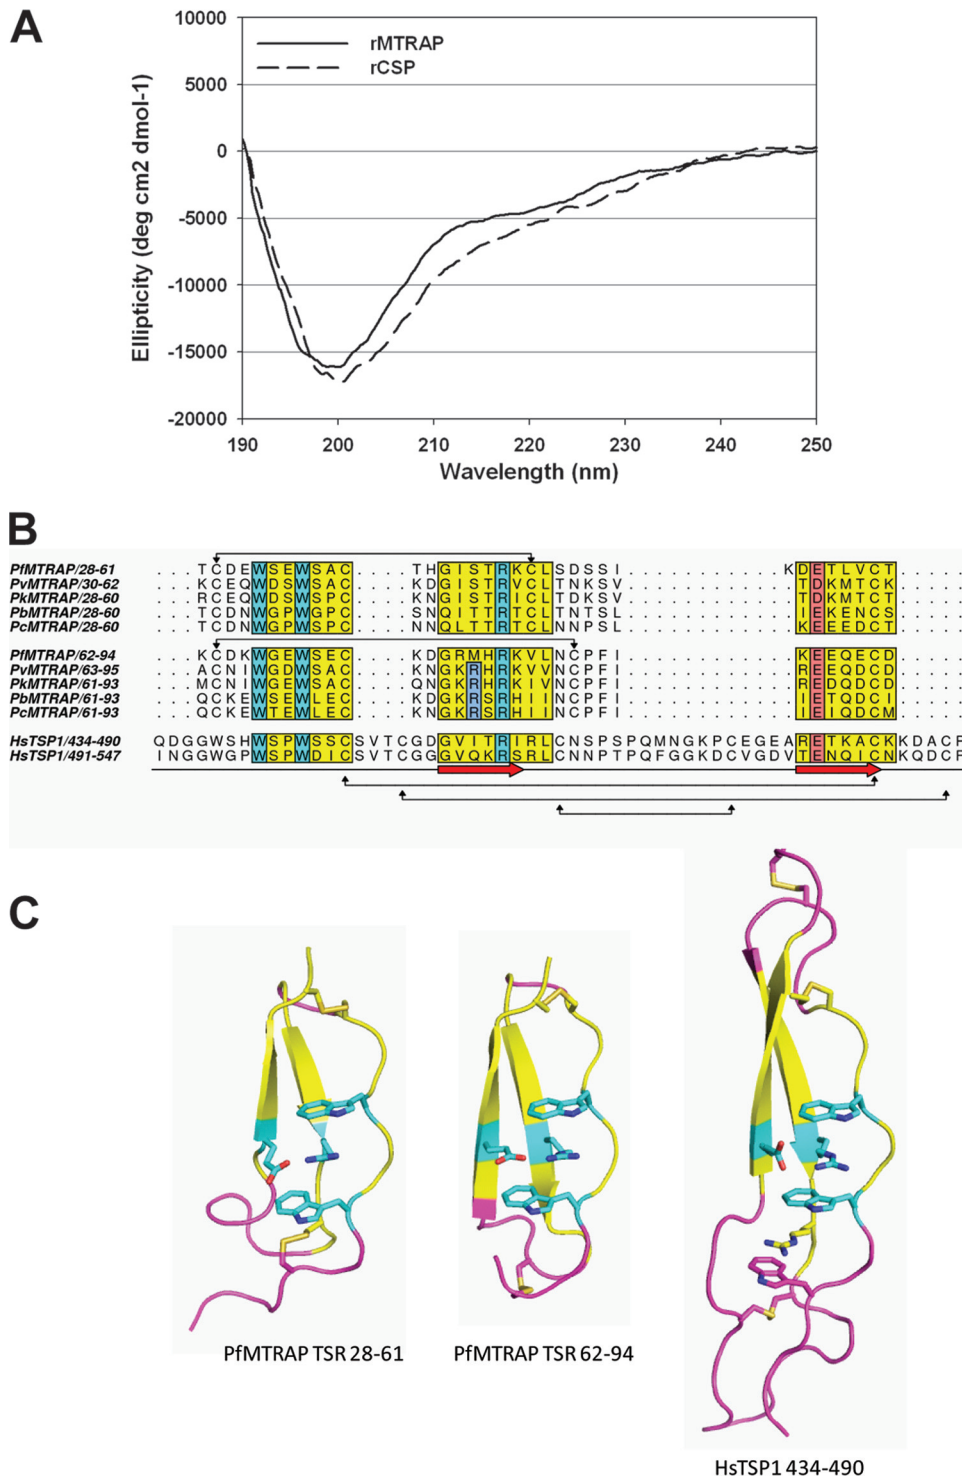 A
10000
5000
0
-5000
-10000
-15000
-20000
Ellipticity (deg cm2 dmol-1)
rMTRAP
rCSP
190 200 210 220 230 240 250
Wavelength (nm)
B
PfMTRAP/28-61 . . . T C D E W S E W S A C . . . . T H G I S T R K C L S D S S I . . . . . . . . . . . K D E T L V C T . . . . .
PvMTRAP/30-62 . . . K C E Q W D S W S A C . . . . K D G I S T R V C L T D K S V . . . . . . . . . . . . T D K M T C K . . . . .
PkMTRAP/28-60 . . . R C E Q W D S W S P C . . . . K N G I S T R I C L T D K S V . . . . . . . . . . . . T D K M T C T . . . . .
PbMTRAP/28-60 . . . T C D N W G P W G P C . . . . S N Q I T T R T C L T N T S L . . . . . . . . . . . . I E K E N C S . . . . .
PcMTRAP/28-60 . . . T C D N W G P W S P C . . . . N N Q L T T R T C L N N P S L . . . . . . . . . . . . K E E E D C T . . . . .
PfMTRAP/62-94 . . . K C D K W G E W S E C . . . . K D G R M H R K V L N C P F I . . . . . . . . . . . . K E E Q E C D . . . . .
PvMTRAP/63-95 . . . A C N I W G D W S A C . . . . K N G K R H R K V V N C P F I . . . . . . . . . . . . R E D Q D C D . . . . .
PkMTRAP/61-93 . . . M C N I W G E W S A C . . . . K N G K R H R K I V N C P F I . . . . . . . . . . . . R E D Q D C D . . . . .
PbMTRAP/61-93 . . . Q C K E W S E W L E C . . . . K D G K R S R H I I N C P F I . . . . . . . . . . . . I E T Q D C I . . . . .
PcMTRAP/61-93 . . . Q C K E W T E W L E C . . . . K N G K R S R H I I N C P F I . . . . . . . . . . . . I E I Q D C M . . . . .
HsTSP1/434-490 Q D G G W S H W S P W S S C S V T C G D G V I T R I R L C N S P S P Q M N G K P C E G E A R E T K A C K K D A C P
HsTSP1/491-547 I N G G W G P W S P W D I C S V T C G G G V Q K R S R L C N N P T P Q F G G K D C V G D V T E N Q I C N K Q D C P
C
PfMTRAP TSR 28-61
PfMTRAP TSR 62-94
HsTSP1 434-490